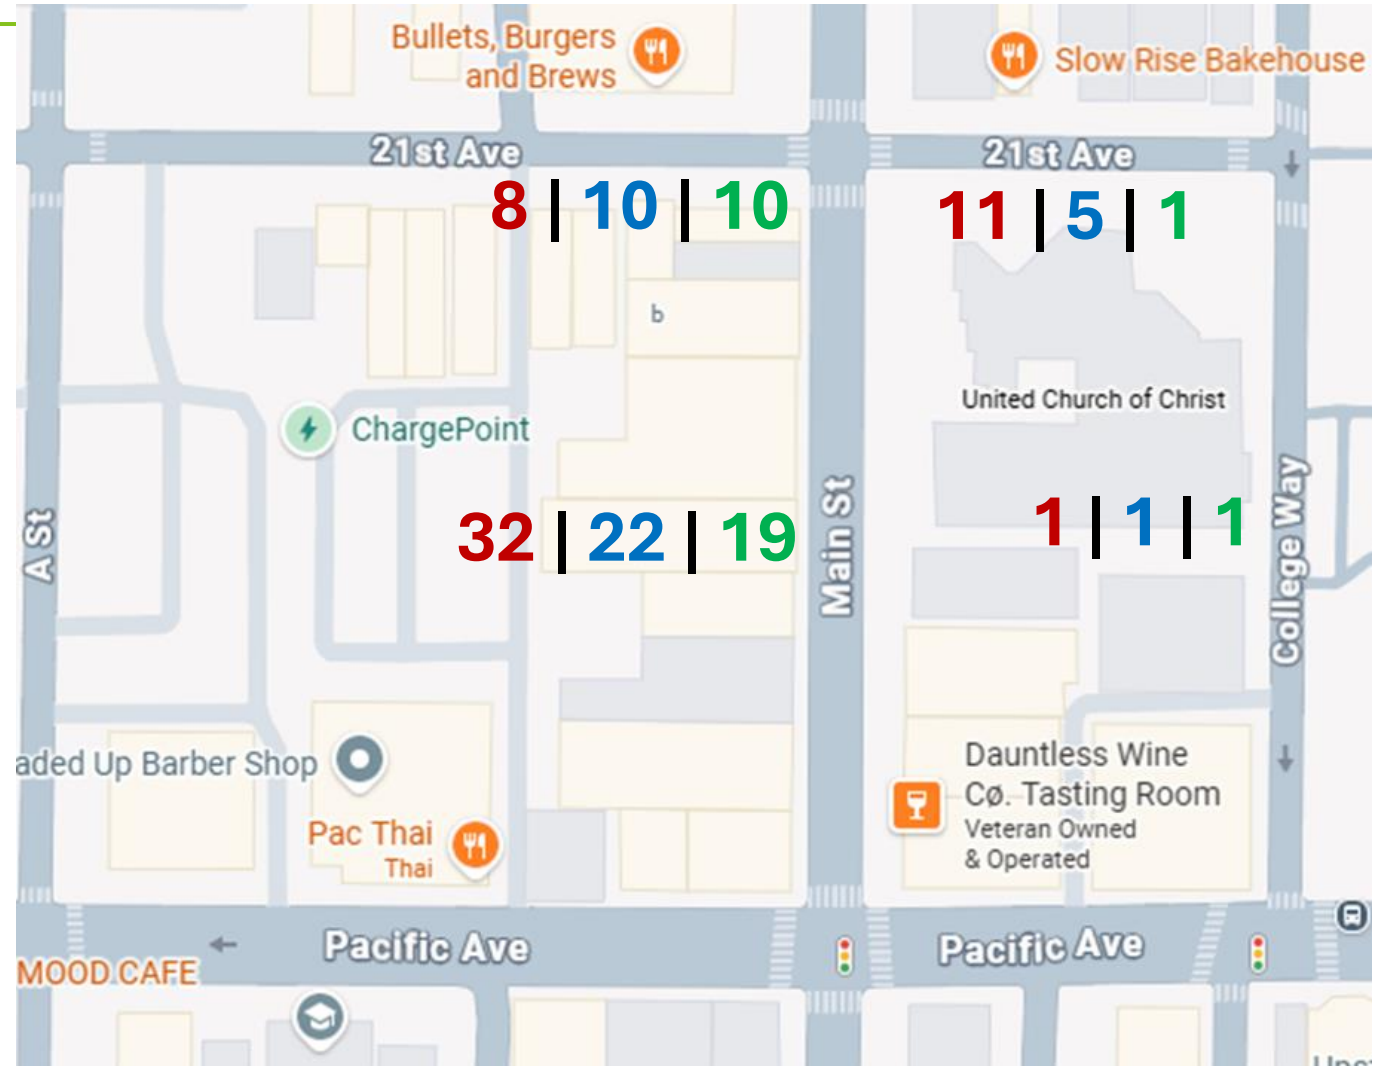 Bullets, Burgers
and Brews
Slow Rise Bakehouse
21st Ave
21st Ave
8 | 10 | 10
11 | 5 | 1
b
United Church of Christ
ChargePoint
A St
Main St
College Way
32 | 22 | 19
1 | 1 | 1
aded Up Barber Shop
Pac Thai
Thai
Dauntless Wine
Cø. Tasting Room
Veteran Owned
& Operated
Pacific Ave
Pacific Ave
MOOD CAFE